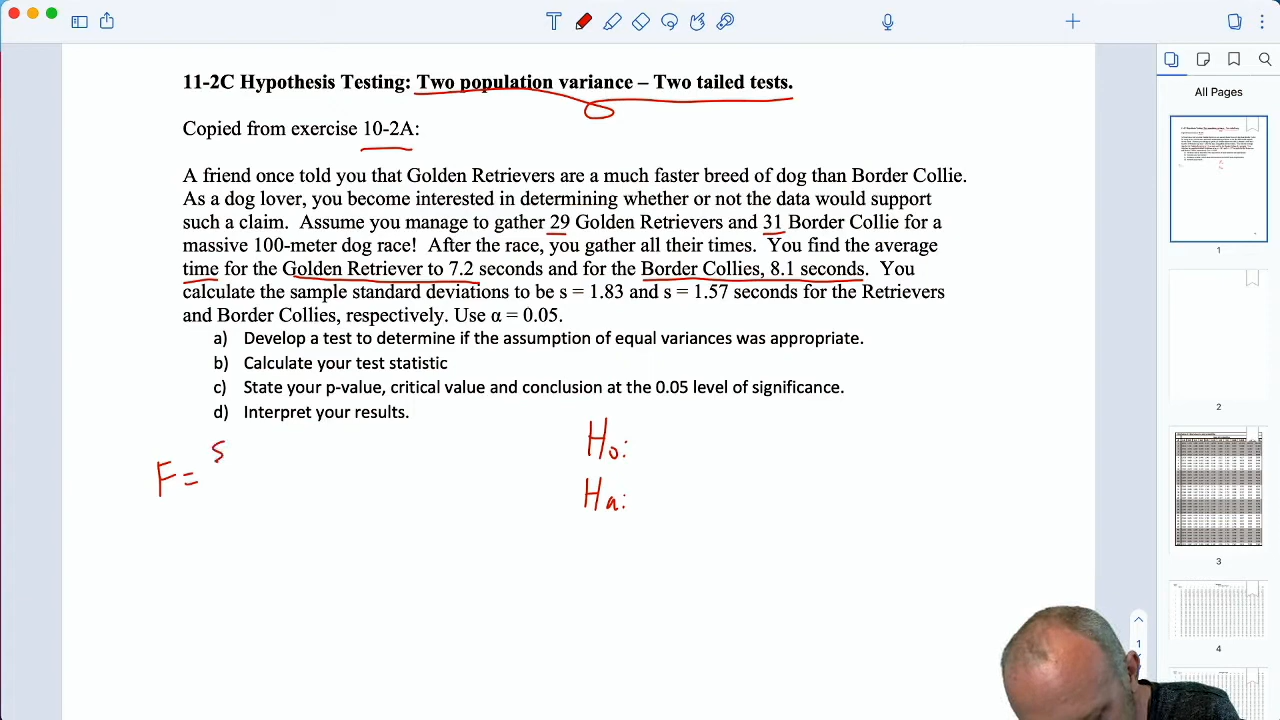 11-2C Hypothesis Testing: Two population variance – Two tailed tests.
All Pages
Copied from exercise 10-2A:
A friend once told you that Golden Retrievers are a much faster breed of dog than Border Collie.
As a dog lover, you become interested in determining whether or not the data would support
such a claim. Assume you manage to gather 29 Golden Retrievers and 31 Border Collie for a
massive 100-meter dog race! After the race, you gather all their times. You find the average
time for the Golden Retriever to 7.2 seconds and for the Border Collies, 8.1 seconds. You
calculate the sample standard deviations to be s = 1.83 and s = 1.57 seconds for the Retrievers
and Border Collies, respectively. Use α = 0.05.
a) Develop a test to determine if the assumption of equal variances was appropriate.
b) Calculate your test statistic
c) State your p-value, critical value and conclusion at the 0.05 level of significance.
d) Interpret your results.
F = s
Ho:
Ha:
1
2
3
4
1